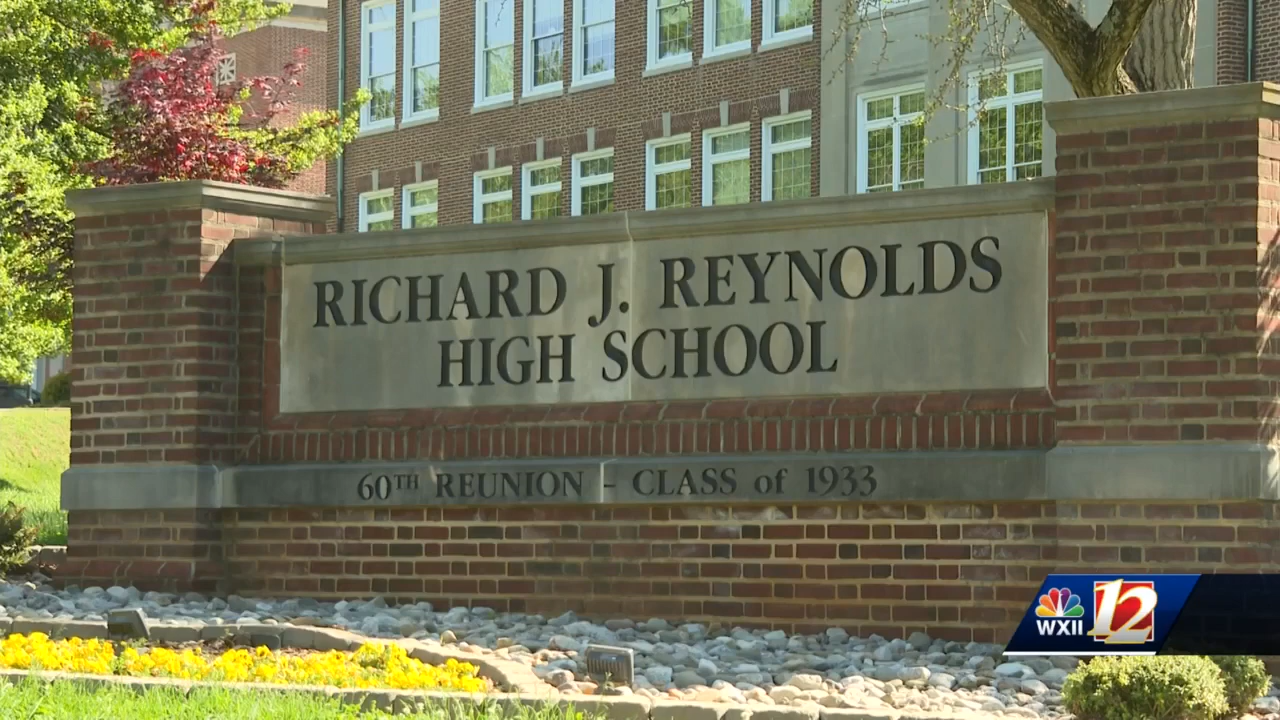 RICHARD J. REYNOLDS
HIGH SCHOOL
60TH REUNION - CLASS of 1933
WXII 12